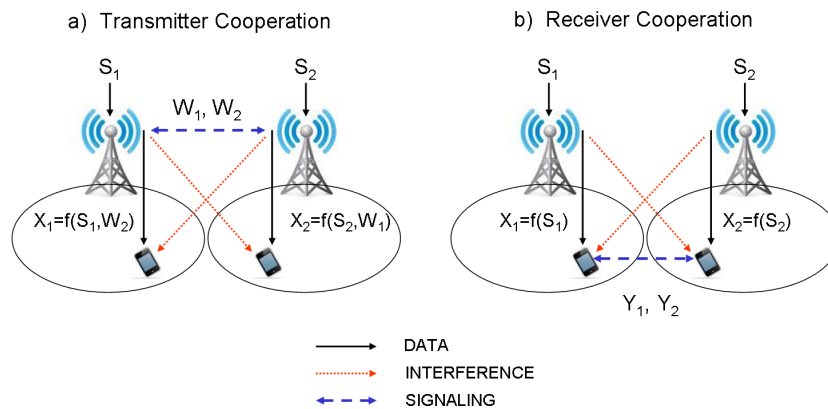 a) Transmitter Cooperation
b) Receiver Cooperation
S₁
S₂
S₁
S₂
W₁, W₂
X₁=f(S₁,W₂)
X₂=f(S₂,W₁)
X₁=f(S₁)
X₂=f(S₂)
Y₁, Y₂
DATA
INTERFERENCE
SIGNALING